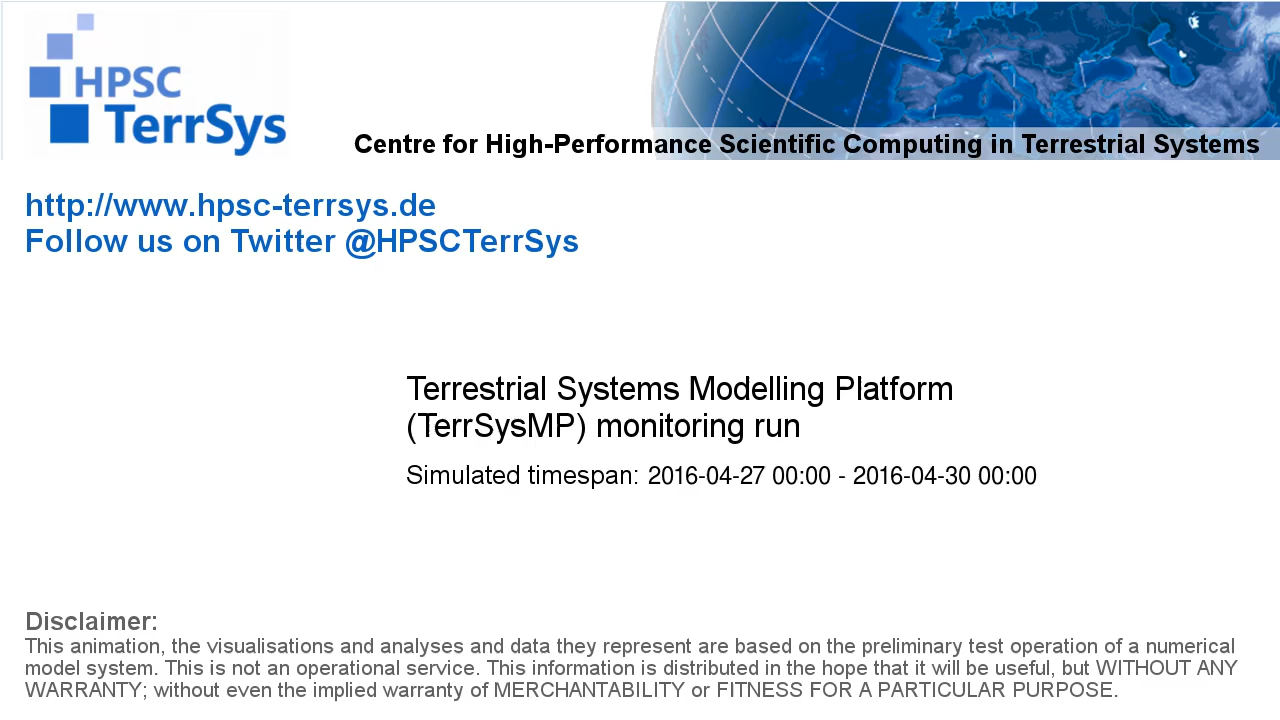 HPSC
TerrSys
Centre for High-Performance Scientific Computing in Terrestrial Systems
http://www.hpsc-terrsys.de
Follow us on Twitter @HPSCTerrSys
Terrestrial Systems Modelling Platform
(TerrSysMP) monitoring run
Simulated timespan: 2016-04-27 00:00 - 2016-04-30 00:00
Disclaimer:
This animation, the visualisations and analyses and data they represent are based on the preliminary test operation of a numerical
model system. This is not an operational service. This information is distributed in the hope that it will be useful, but WITHOUT ANY
WARRANTY; without even the implied warranty of MERCHANTABILITY or FITNESS FOR A PARTICULAR PURPOSE.